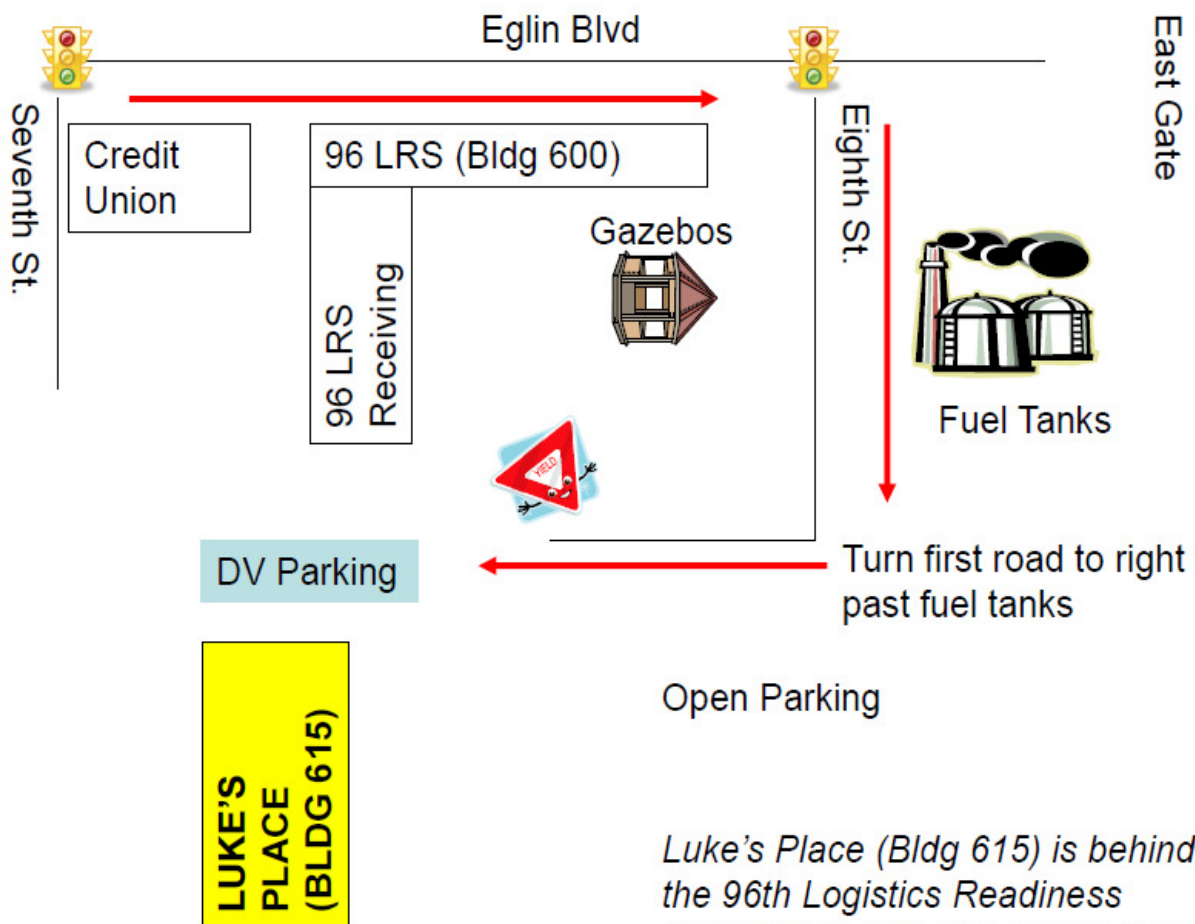 Eglin Blvd
East Gate
Seventh St.
Credit
Union
96 LRS (Bldg 600)
Eighth St.
96 LRS
Receiving
Gazebos
Fuel Tanks
YIELD
DV Parking
Turn first road to right
past fuel tanks
Open Parking
LUKE'S
PLACE
(BLDG 615)
Luke's Place (Bldg 615) is behind
the 96th Logistics Readiness